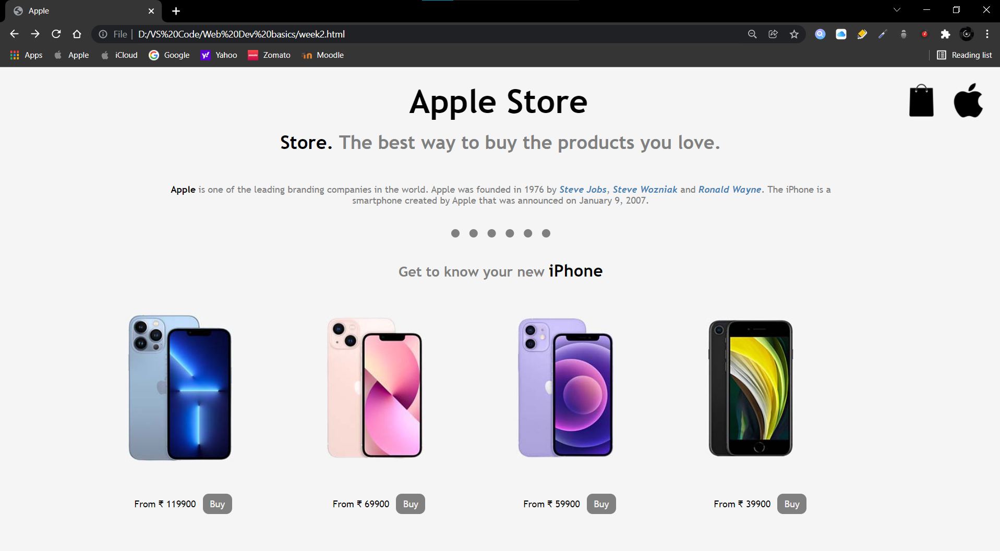 Apple
File | D:/VS%20Code/Web%20Dev%20basics/week2.html
Apps Apple iCloud Google y! Yahoo zomato Zomato in Moodle Reading list
Apple Store
Store. The best way to buy the products you love.
Apple is one of the leading branding companies in the world. Apple was founded in 1976 by Steve Jobs, Steve Wozniak and Ronald Wayne. The iPhone is a
smartphone created by Apple that was announced on January 9, 2007.
Get to know your new iPhone
From ₹ 119900 Buy From ₹ 69900 Buy From ₹ 59900 Buy From ₹ 39900 Buy